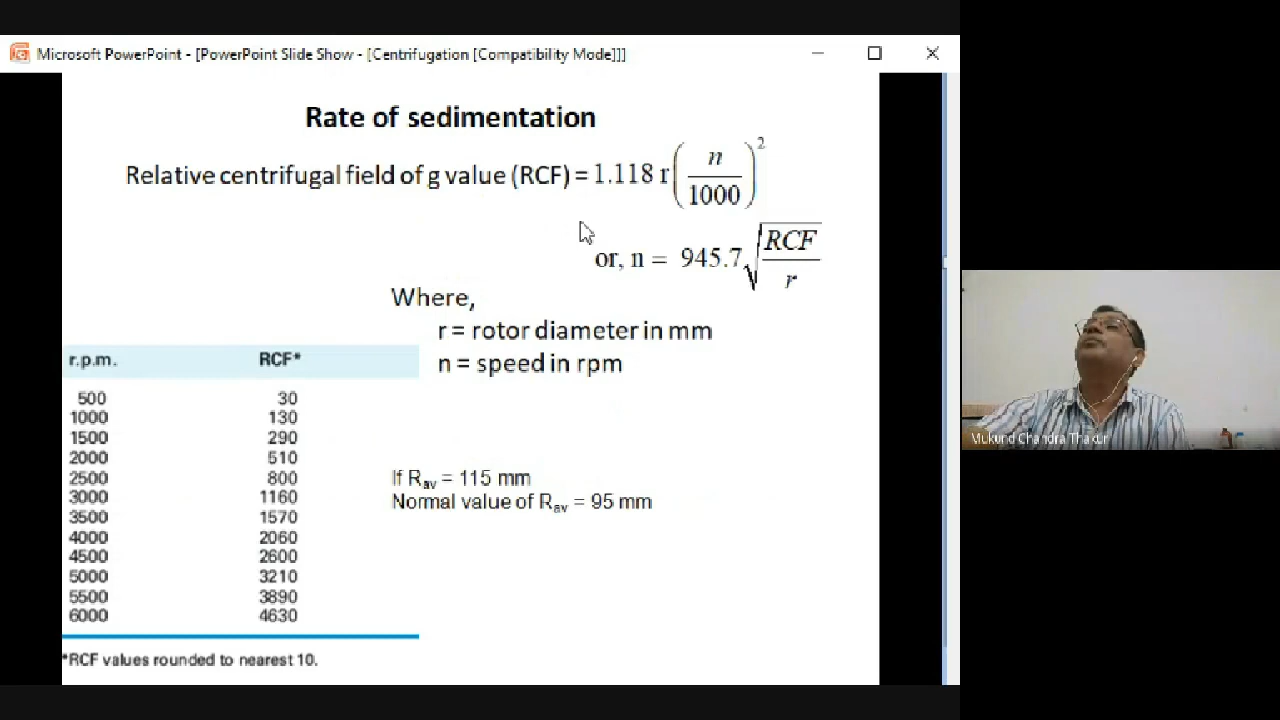 Microsoft PowerPoint - [PowerPoint Slide Show - [Centrifugation [Compatibility Mode]]]
Rate of sedimentation
Relative centrifugal field of g value (RCF) = 1.118 r(n/1000)²
or, n = 945.7√(RCF/r)
Where,
r = rotor diameter in mm
n = speed in rpm
r.p.m. RCF*
500 30
1000 130
1500 290
2000 510
2500 800
3000 1160
3500 1570
4000 2060
4500 2600
5000 3210
5500 3890
6000 4630
*RCF values rounded to nearest 10.
If Rav = 115 mm
Normal value of Rav = 95 mm
Mukund Chandra Thakur